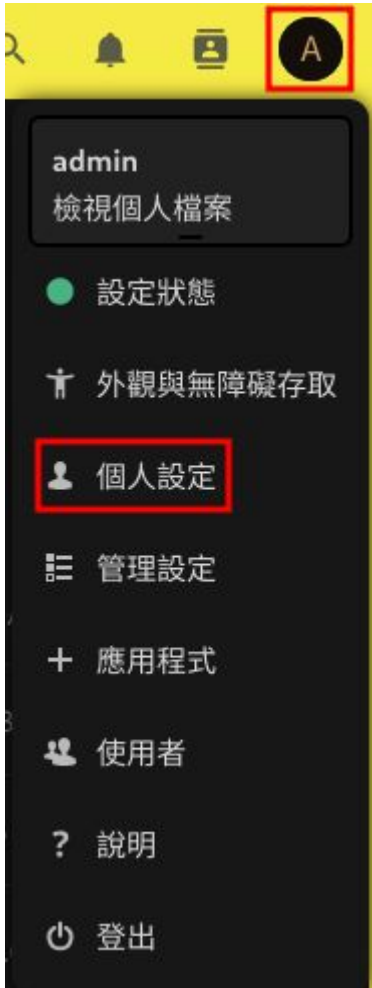 A
admin
檢視個人檔案
設定狀態
外觀與無障礙存取
個人設定
管理設定
應用程式
使用者
? 說明
登出